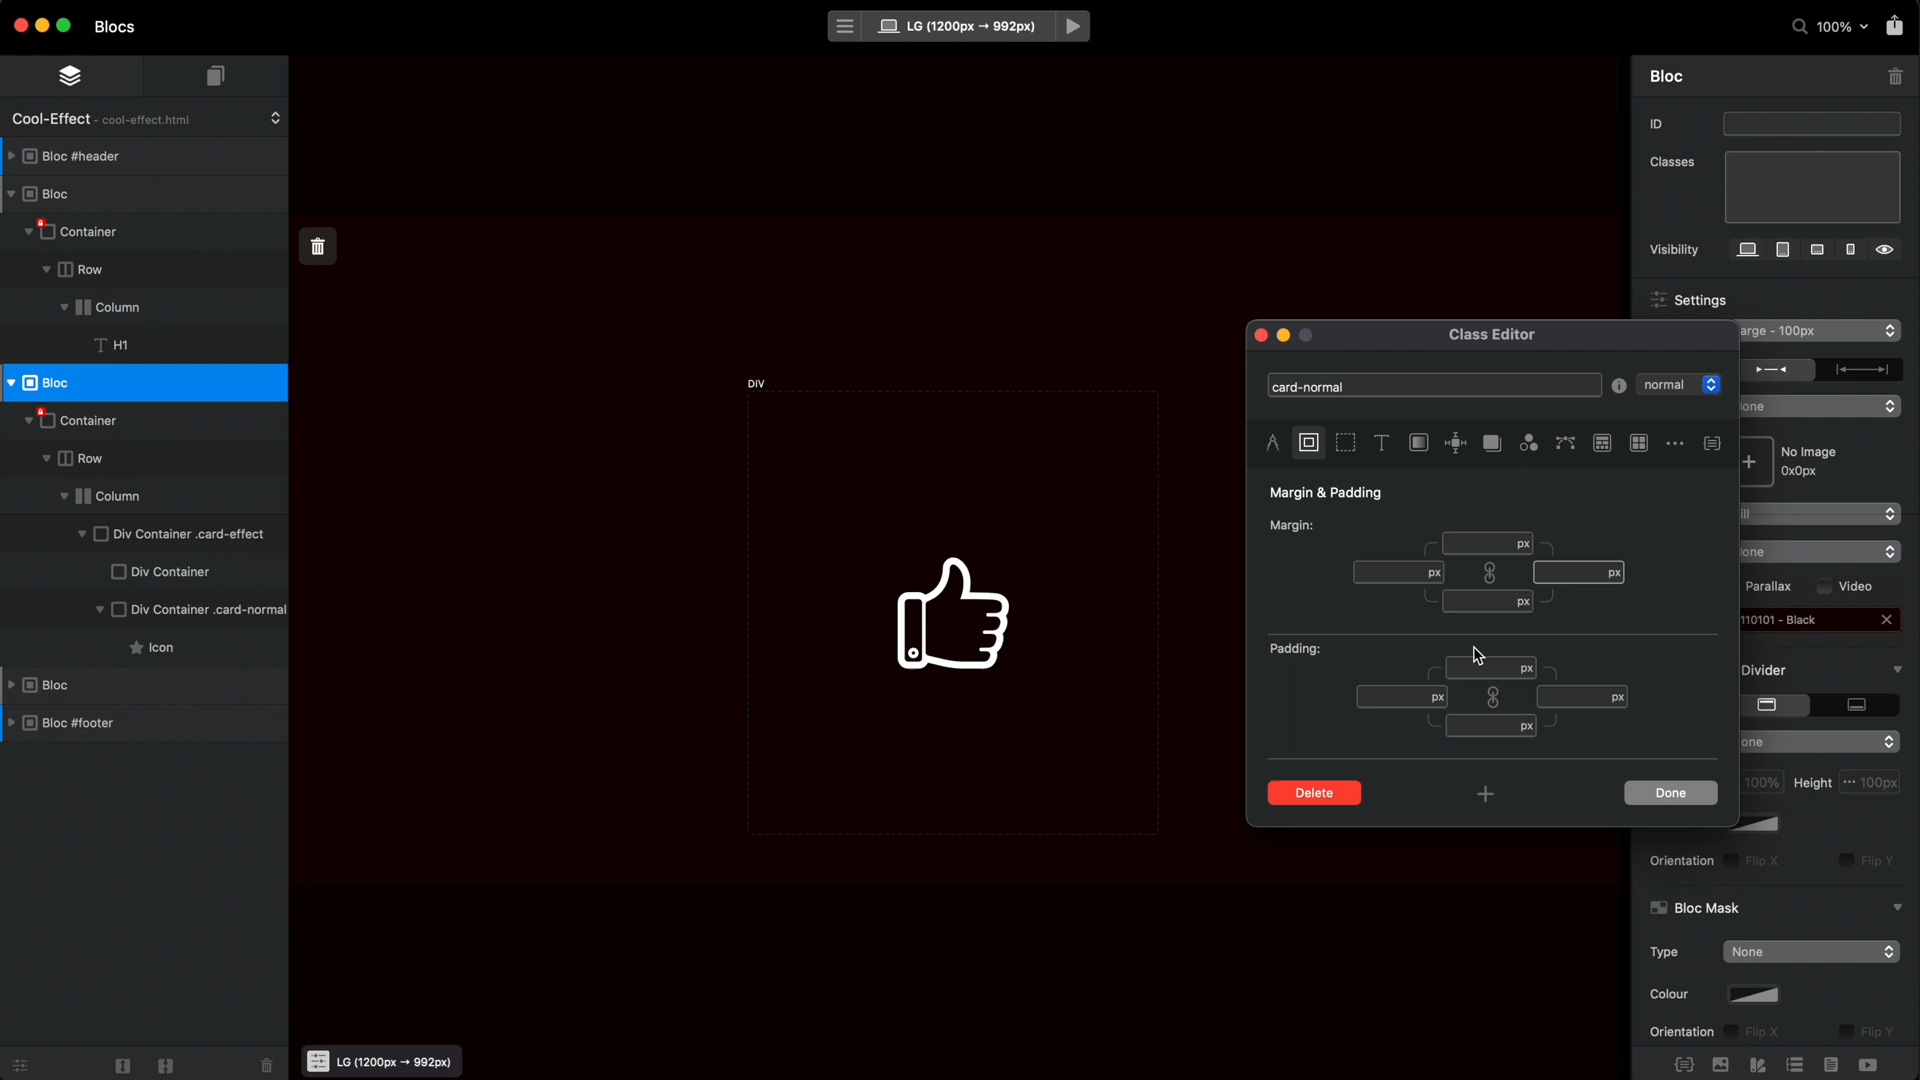 Blocs
LG (1200px → 992px)
100%
Cool-Effect - cool-effect.html
Bloc #header
Bloc
Container
Row
Column
H1
Bloc
Container
Row
Column
Div Container .card-effect
Div Container
Div Container .card-normal
Icon
Bloc
Bloc #footer
DIV
LG (1200px → 992px)
Class Editor
card-normal
normal
Margin & Padding
Margin:
px
px
px
px
Padding:
px
px
px
px
Delete
Done
Bloc
ID
Classes
Visibility
Settings
arge - 100px
one
No Image
0x0px
ill
one
Parallax
Video
110101 - Black
Divider
one
100%
Height
100px
Orientation
Flip X
Flip Y
Bloc Mask
Type
None
Colour
Orientation
Flip X
Flip Y